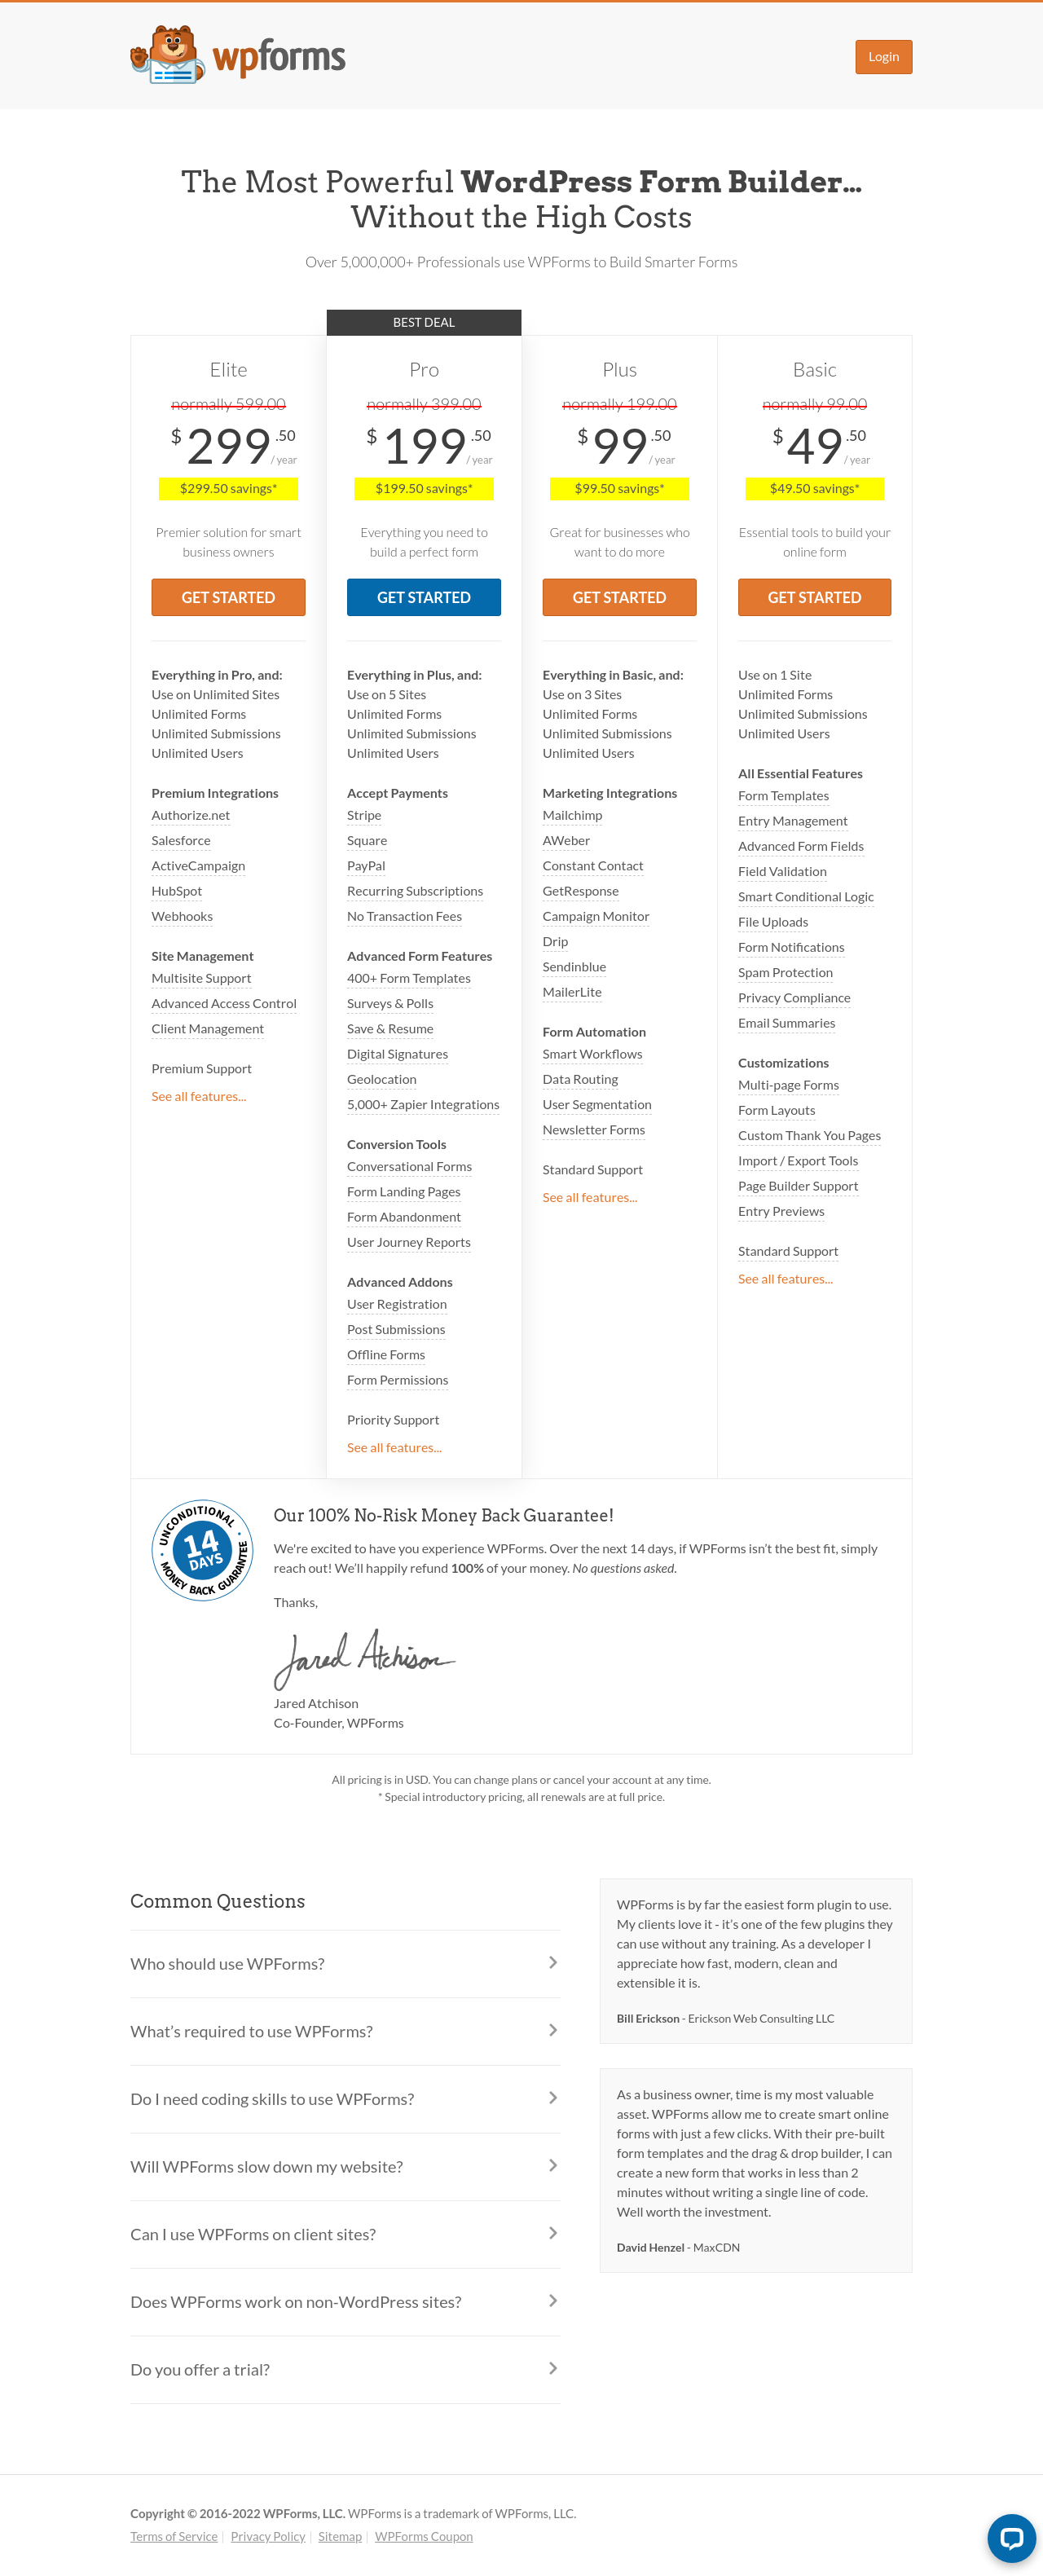 wpforms
Login
The Most Powerful WordPress Form Builder...
Without the High Costs
Over 5,000,000+ Professionals use WPForms to Build Smarter Forms
Elite
normally 599.00
$ 299 .50 / year
$299.50 savings*
Premier solution for smart
business owners
GET STARTED
Everything in Pro, and:
Use on Unlimited Sites
Unlimited Forms
Unlimited Submissions
Unlimited Users
Premium Integrations
Authorize.net
Salesforce
ActiveCampaign
HubSpot
Webhooks
Site Management
Multisite Support
Advanced Access Control
Client Management
Premium Support
See all features...
BEST DEAL
Pro
normally 399.00
$ 199 .50 / year
$199.50 savings*
Everything you need to
build a perfect form
GET STARTED
Everything in Plus, and:
Use on 5 Sites
Unlimited Forms
Unlimited Submissions
Unlimited Users
Accept Payments
Stripe
Square
PayPal
Recurring Subscriptions
No Transaction Fees
Advanced Form Features
400+ Form Templates
Surveys & Polls
Save & Resume
Digital Signatures
Geolocation
5,000+ Zapier Integrations
Conversion Tools
Conversational Forms
Form Landing Pages
Form Abandonment
User Journey Reports
Advanced Addons
User Registration
Post Submissions
Offline Forms
Form Permissions
Priority Support
See all features...
Plus
normally 199.00
$ 99 .50 / year
$99.50 savings*
Great for businesses who
want to do more
GET STARTED
Everything in Basic, and:
Use on 3 Sites
Unlimited Forms
Unlimited Submissions
Unlimited Users
Marketing Integrations
Mailchimp
AWeber
Constant Contact
GetResponse
Campaign Monitor
Drip
Sendinblue
MailerLite
Form Automation
Smart Workflows
Data Routing
User Segmentation
Newsletter Forms
Standard Support
See all features...
Basic
normally 99.00
$ 49 .50 / year
$49.50 savings*
Essential tools to build your
online form
GET STARTED
Use on 1 Site
Unlimited Forms
Unlimited Submissions
Unlimited Users
All Essential Features
Form Templates
Entry Management
Advanced Form Fields
Field Validation
Smart Conditional Logic
File Uploads
Form Notifications
Spam Protection
Privacy Compliance
Email Summaries
Customizations
Multi-page Forms
Form Layouts
Custom Thank You Pages
Import / Export Tools
Page Builder Support
Entry Previews
Standard Support
See all features...
UNCONDITIONAL
14
DAYS
MONEY BACK GUARANTEE
Our 100% No-Risk Money Back Guarantee!
We're excited to have you experience WPForms. Over the next 14 days, if WPForms isn’t the best fit, simply
reach out! We’ll happily refund 100% of your money. No questions asked.
Thanks,
Jared Atchison
Jared Atchison
Co-Founder, WPForms
All pricing is in USD. You can change plans or cancel your account at any time.
* Special introductory pricing, all renewals are at full price.
Common Questions
Who should use WPForms?
What’s required to use WPForms?
Do I need coding skills to use WPForms?
Will WPForms slow down my website?
Can I use WPForms on client sites?
Does WPForms work on non-WordPress sites?
Do you offer a trial?
WPForms is by far the easiest form plugin to use.
My clients love it - it’s one of the few plugins they
can use without any training. As a developer I
appreciate how fast, modern, clean and
extensible it is.
Bill Erickson - Erickson Web Consulting LLC
As a business owner, time is my most valuable
asset. WPForms allow me to create smart online
forms with just a few clicks. With their pre-built
form templates and the drag & drop builder, I can
create a new form that works in less than 2
minutes without writing a single line of code.
Well worth the investment.
David Henzel - MaxCDN
Copyright © 2016-2022 WPForms, LLC. WPForms is a trademark of WPForms, LLC.
Terms of Service | Privacy Policy | Sitemap | WPForms Coupon